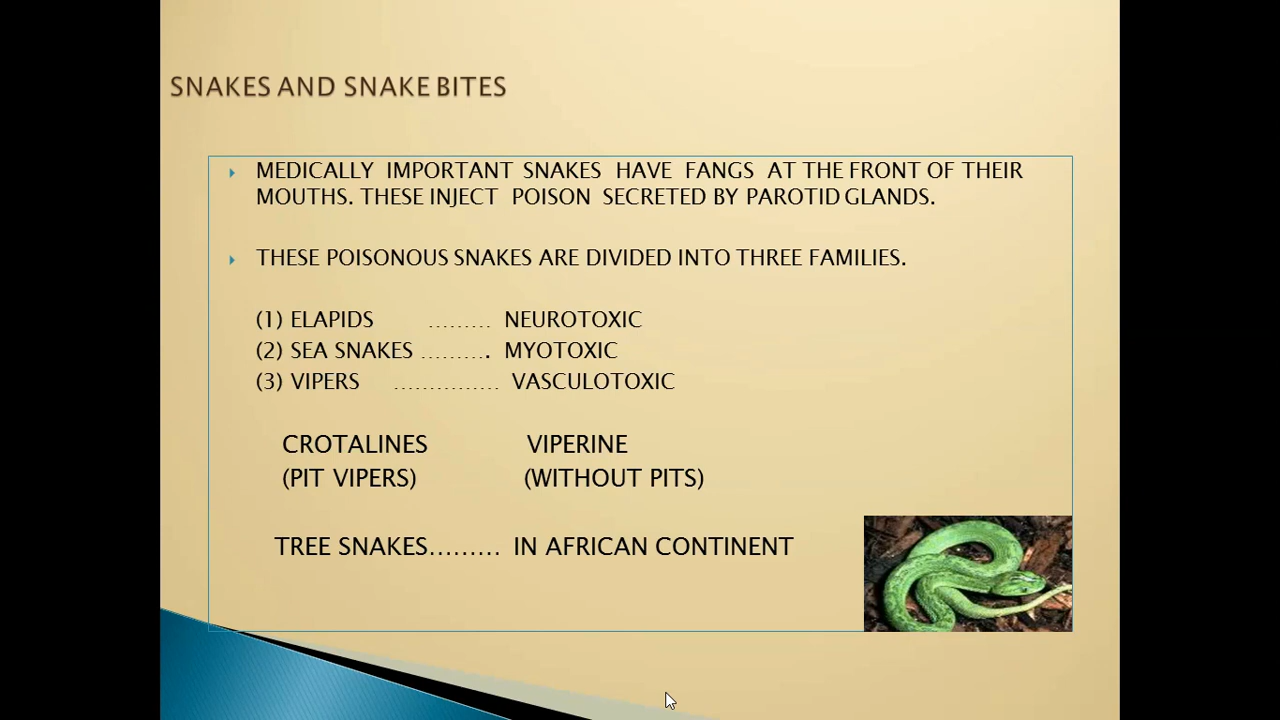 SNAKES AND SNAKE BITES
MEDICALLY IMPORTANT SNAKES HAVE FANGS AT THE FRONT OF THEIR
MOUTHS. THESE INJECT POISON SECRETED BY PAROTID GLANDS.
THESE POISONOUS SNAKES ARE DIVIDED INTO THREE FAMILIES.
(1) ELAPIDS ……… NEUROTOXIC
(2) SEA SNAKES ………. MYOTOXIC
(3) VIPERS …………… VASCULOTOXIC
CROTALINES VIPERINE
(PIT VIPERS) (WITHOUT PITS)
TREE SNAKES……… IN AFRICAN CONTINENT